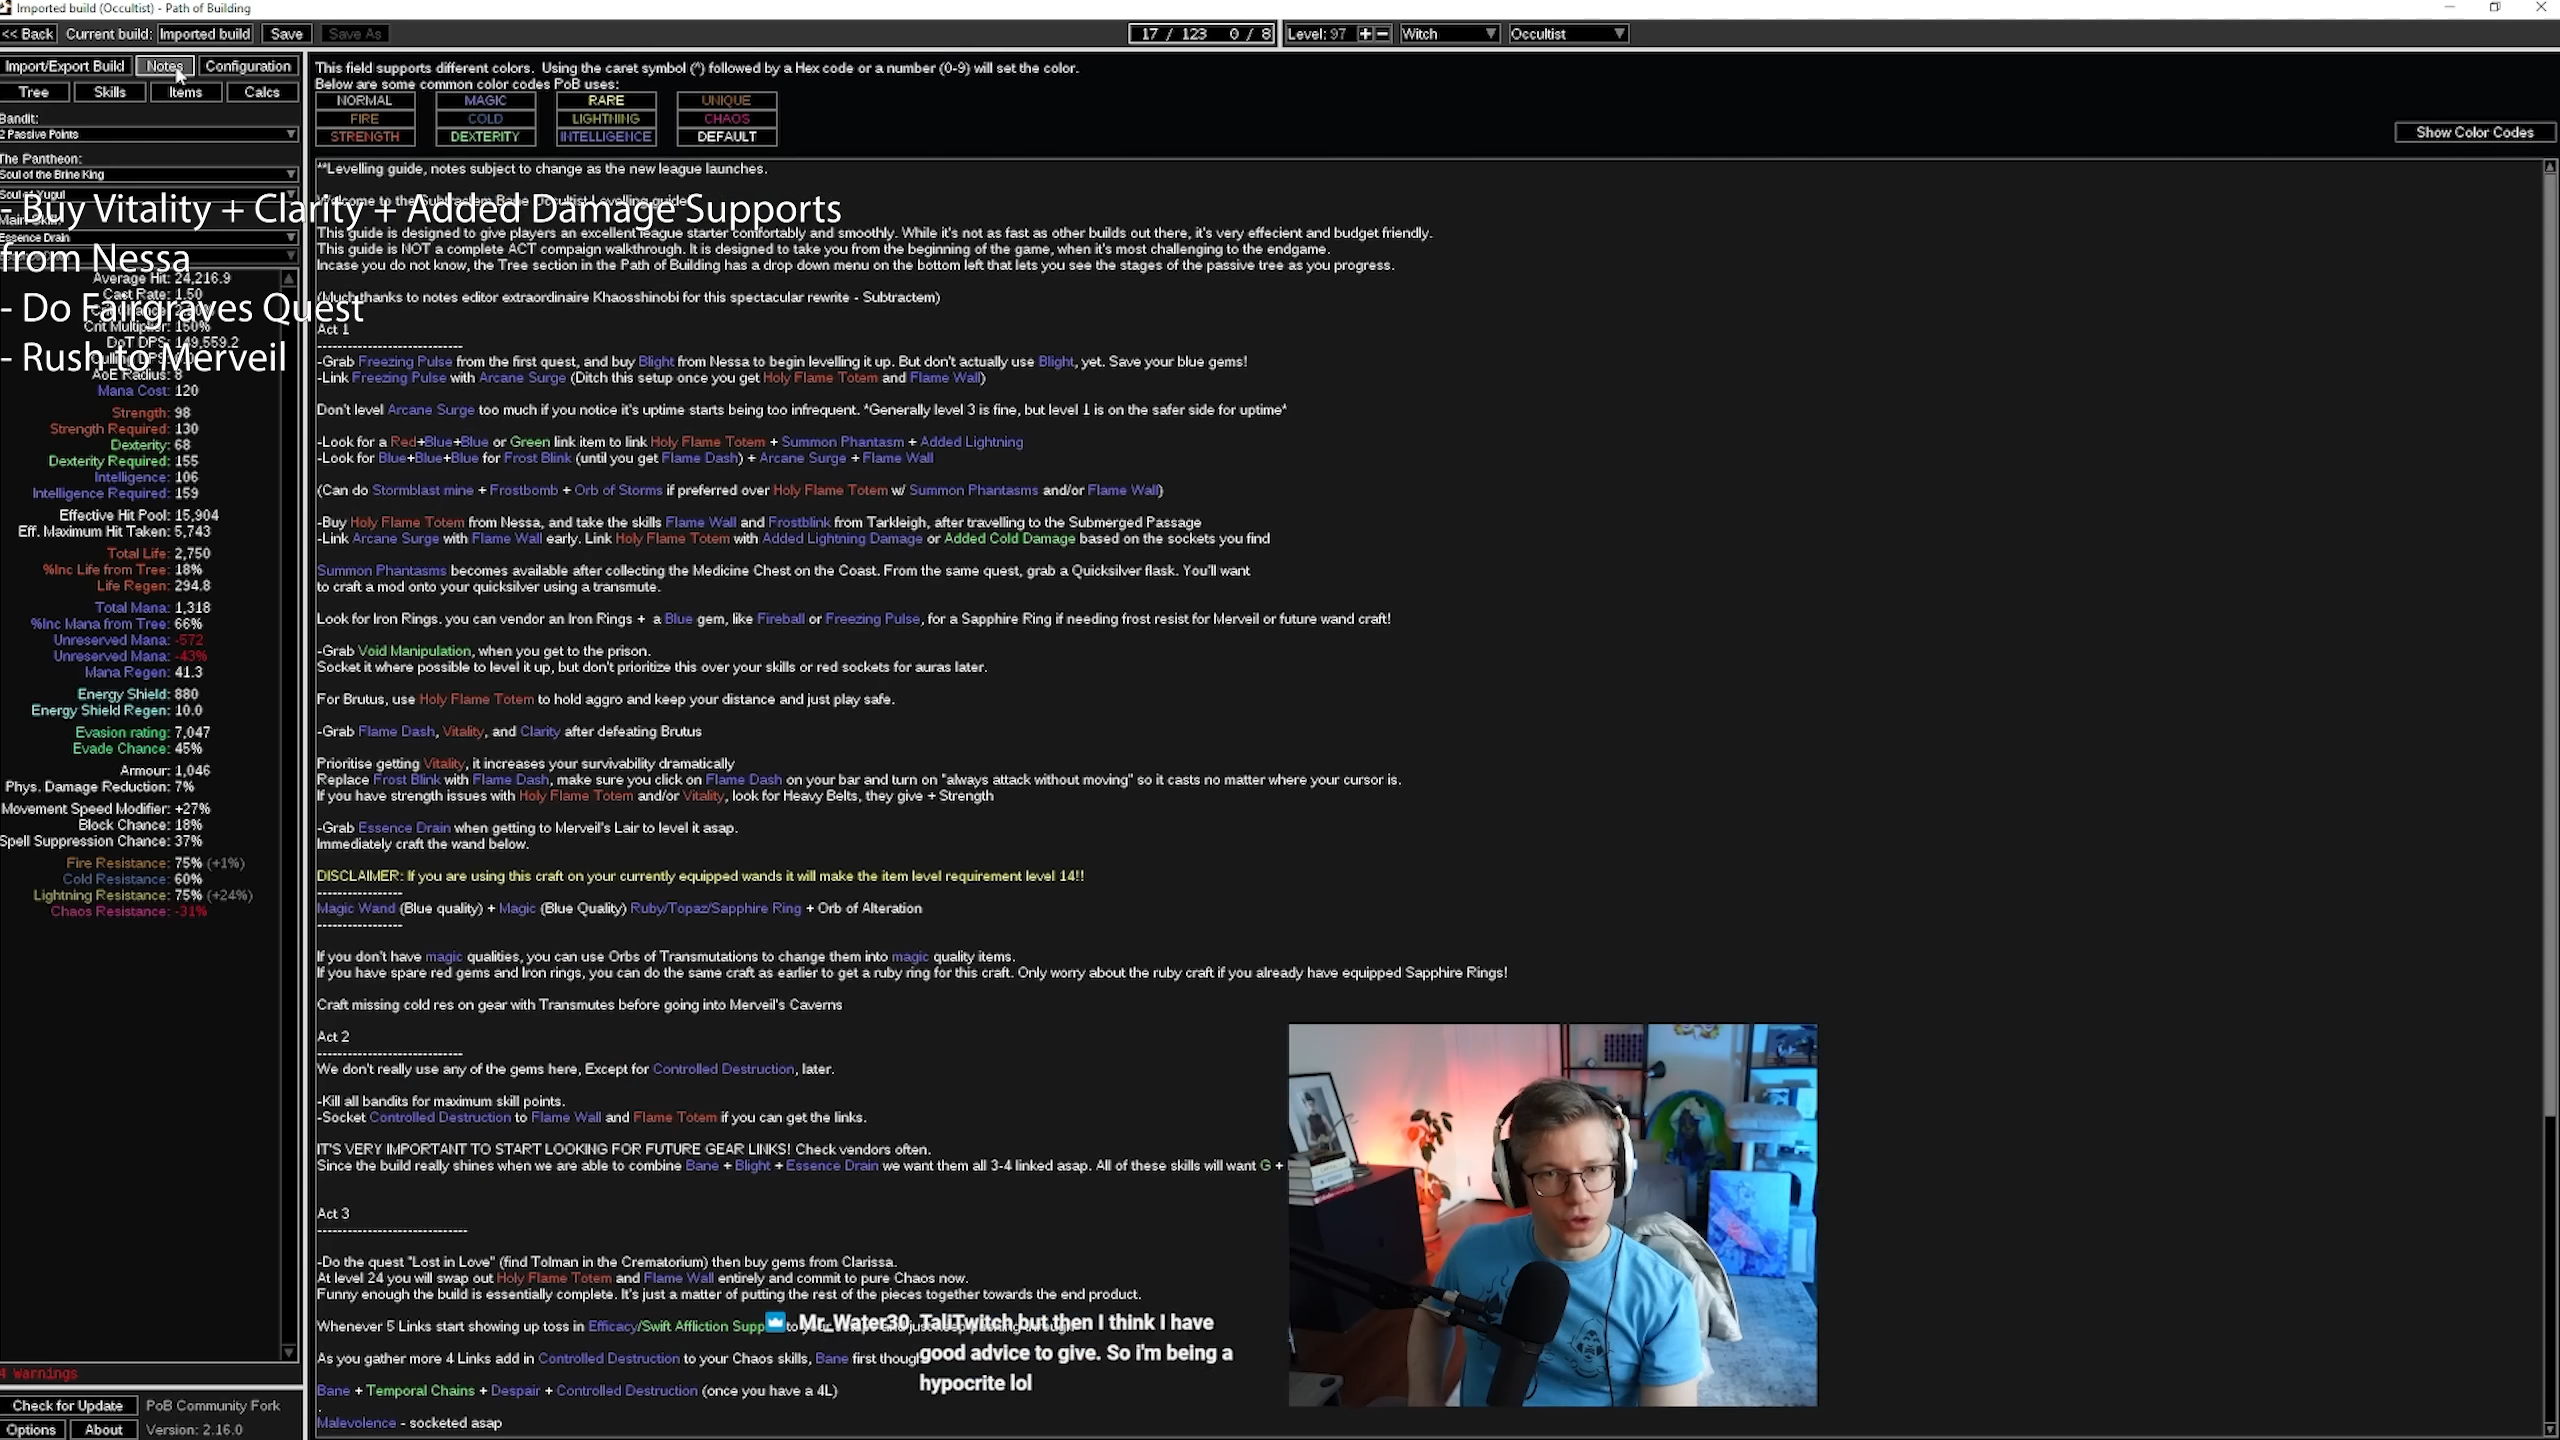 Imported build (Occultist) - Path of Building
<< Back Current build: Imported build Save Save As 17 / 123 0 / 8 Level: 97 + - Witch Occultist
Import/Export Build Notes Configuration
Tree Skills Items Calcs
Bandit:
2 Passive Points
The Pantheon:
Soul of the Brine King
Soul of Yugul
Main Skill:
Essence Drain
- Buy Vitality + Clarity + Added Damage Supports
from Nessa
- Do Fairgraves Quest
- Rush to Merveil
Average Hit: 24,216.9
Cast Rate: 1.50
Crit Multiplier: 150%
DoT DPS: 149,559.2
AoE Radius: 8
Mana Cost: 120
Strength: 98
Strength Required: 130
Dexterity: 68
Dexterity Required: 155
Intelligence: 106
Intelligence Required: 159
Effective Hit Pool: 15,904
Eff. Maximum Hit Taken: 5,743
Total Life: 2,750
%Inc Life from Tree: 18%
Life Regen: 294.8
Total Mana: 1,318
%Inc Mana from Tree: 66%
Unreserved Mana: -572
Unreserved Mana: -43%
Mana Regen: 41.3
Energy Shield: 880
Energy Shield Regen: 10.0
Evasion rating: 7,047
Evade Chance: 45%
Armour: 1,046
Phys. Damage Reduction: 7%
Movement Speed Modifier: +27%
Block Chance: 18%
Spell Suppression Chance: 37%
Fire Resistance: 75% (+1%)
Cold Resistance: 60%
Lightning Resistance: 75% (+24%)
Chaos Resistance: -31%
4 Warnings
Check for Update PoB Community Fork
Options About Version: 2.16.0
This field supports different colors. Using the caret symbol (^) followed by a Hex code or a number (0-9) will set the color.
Below are some common color codes PoB uses:
NORMAL MAGIC RARE UNIQUE
FIRE COLD LIGHTNING CHAOS
STRENGTH DEXTERITY INTELLIGENCE DEFAULT
Show Color Codes
**Levelling guide, notes subject to change as the new league launches.
Welcome to the Subtractem Bane Occultist Levelling guide
This guide is designed to give players an excellent league starter comfortably and smoothly. While it's not as fast as other builds out there, it's very effecient and budget friendly.
This guide is NOT a complete ACT campaign walkthrough. It is designed to take you from the beginning of the game, when it's most challenging to the endgame.
Incase you do not know, the Tree section in the Path of Building has a drop down menu on the bottom left that lets you see the stages of the passive tree as you progress.
(Much thanks to notes editor extraordinaire Khaosshinobi for this spectacular rewrite - Subtractem)
Act 1
----------------------------
-Grab Freezing Pulse from the first quest, and buy Blight from Nessa to begin levelling it up. But don't actually use Blight, yet. Save your blue gems!
-Link Freezing Pulse with Arcane Surge (Ditch this setup once you get Holy Flame Totem and Flame Wall)
Don't level Arcane Surge too much if you notice it's uptime starts being too infrequent. *Generally level 3 is fine, but level 1 is on the safer side for uptime*
-Look for a Red+Blue+Blue or Green link item to link Holy Flame Totem + Summon Phantasm + Added Lightning
-Look for Blue+Blue+Blue for Frost Blink (until you get Flame Dash) + Arcane Surge + Flame Wall
(Can do Stormblast mine + Frostbomb + Orb of Storms if preferred over Holy Flame Totem w/ Summon Phantasms and/or Flame Wall)
-Buy Holy Flame Totem from Nessa, and take the skills Flame Wall and Frostblink from Tarkleigh, after travelling to the Submerged Passage
-Link Arcane Surge with Flame Wall early. Link Holy Flame Totem with Added Lightning Damage or Added Cold Damage based on the sockets you find
Summon Phantasms becomes available after collecting the Medicine Chest on the Coast. From the same quest, grab a Quicksilver flask. You'll want
to craft a mod onto your quicksilver using a transmute.
Look for Iron Rings. you can vendor an Iron Rings + a Blue gem, like Fireball or Freezing Pulse, for a Sapphire Ring if needing frost resist for Merveil or future wand craft!
-Grab Void Manipulation, when you get to the prison.
Socket it where possible to level it up, but don't prioritize this over your skills or red sockets for auras later.
For Brutus, use Holy Flame Totem to hold aggro and keep your distance and just play safe.
-Grab Flame Dash, Vitality, and Clarity after defeating Brutus
Prioritise getting Vitality, it increases your survivability dramatically
Replace Frost Blink with Flame Dash, make sure you click on Flame Dash on your bar and turn on "always attack without moving" so it casts no matter where your cursor is.
If you have strength issues with Holy Flame Totem and/or Vitality, look for Heavy Belts, they give + Strength
-Grab Essence Drain when getting to Merveil's Lair to level it asap.
Immediately craft the wand below.
DISCLAIMER: If you are using this craft on your currently equipped wands it will make the item level requirement level 14!!
----------------
Magic Wand (Blue quality) + Magic (Blue Quality) Ruby/Topaz/Sapphire Ring + Orb of Alteration
----------------
If you don't have magic qualities, you can use Orbs of Transmutations to change them into magic quality items.
If you have spare red gems and Iron rings, you can do the same craft as earlier to get a ruby ring for this craft. Only worry about the ruby craft if you already have equipped Sapphire Rings!
Craft missing cold res on gear with Transmutes before going into Merveil's Caverns
Act 2
----------------------------
We don't really use any of the gems here, Except for Controlled Destruction, later.
-Kill all bandits for maximum skill points.
-Socket Controlled Destruction to Flame Wall and Flame Totem if you can get the links.
IT'S VERY IMPORTANT TO START LOOKING FOR FUTURE GEAR LINKS! Check vendors often.
Since the build really shines when we are able to combine Bane + Blight + Essence Drain we want them all 3-4 linked asap. All of these skills will want G +
Act 3
-----------------------------
-Do the quest "Lost in Love" (find Tolman in the Crematorium) then buy gems from Clarissa.
At level 24 you will swap out Holy Flame Totem and Flame Wall entirely and commit to pure Chaos now.
Funny enough the build is essentially complete. It's just a matter of putting the rest of the pieces together towards the end product.
Whenever 5 Links start showing up toss in Efficacy/Swift Affliction Supp
As you gather more 4 Links add in Controlled Destruction to your Chaos skills, Bane first though
Bane + Temporal Chains + Despair + Controlled Destruction (once you have a 4L)
.
Malevolence - socketed asap
Mr_Water30 TaliTwitch but then I think I have
good advice to give. So i'm being a
hypocrite lol